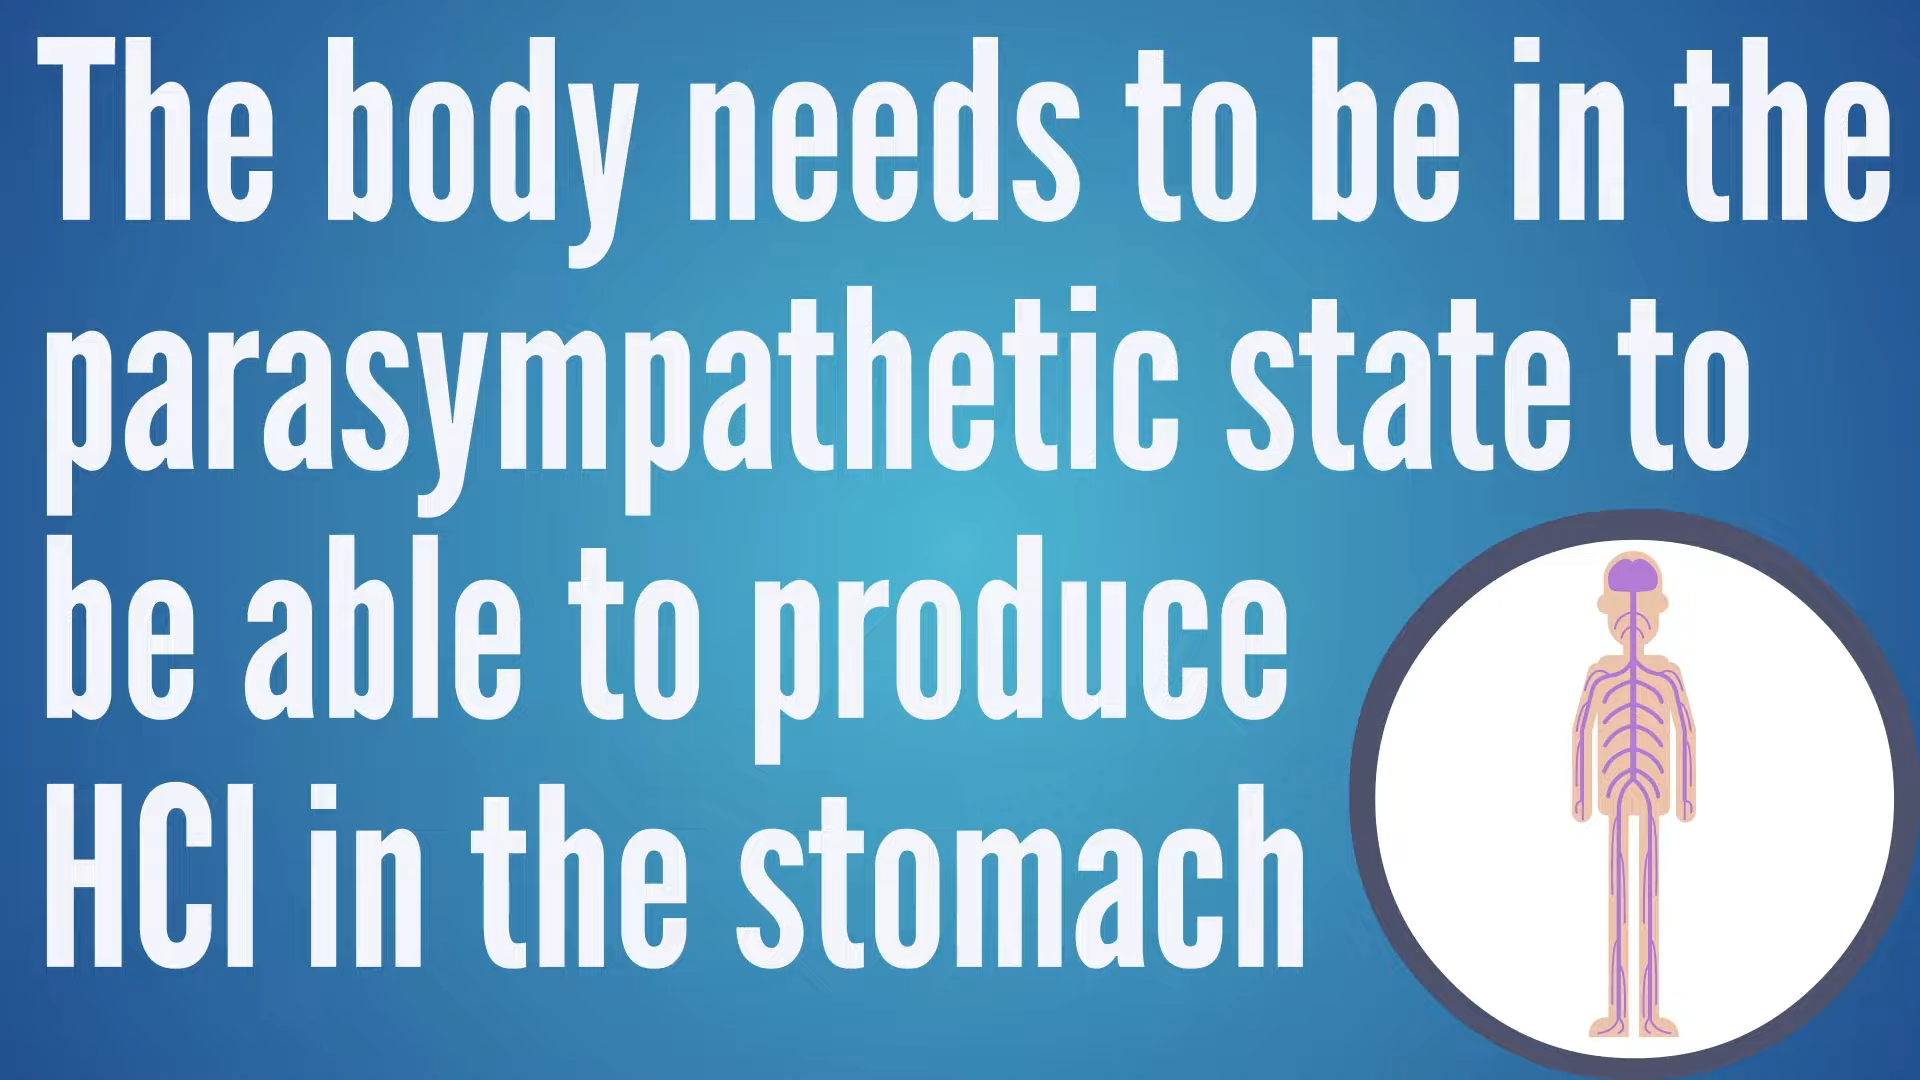 The body needs to be in the
parasympathetic state to
be able to produce
HCl in the stomach